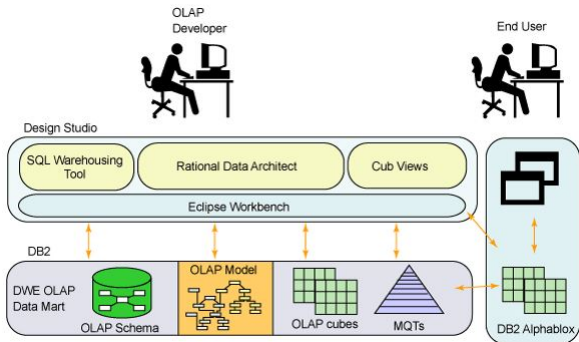 OLAP
Developer
End User
Design Studio
SQL Warehousing
Tool
Rational Data Architect
Cub Views
Eclipse Workbench
DB2
DWE OLAP
Data Mart
OLAP Schema
OLAP Model
OLAP cubes
MQTs
DB2 Alphablox